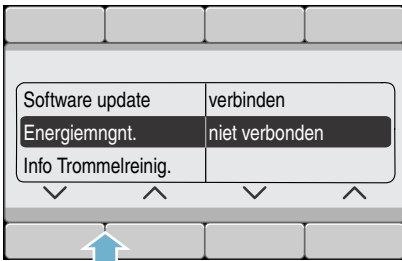 Software update verbinden
Energiemngnt. niet verbonden
Info Trommelreinig.